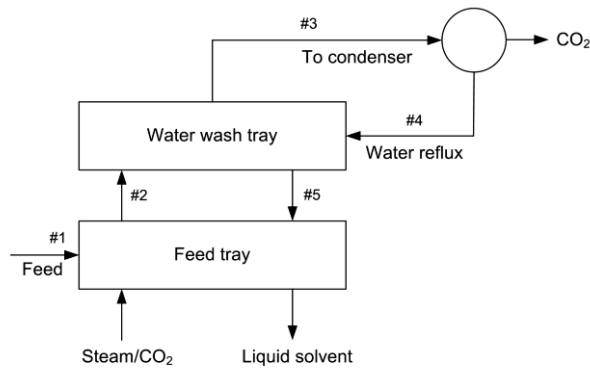 #3
To condenser
CO₂
#4
Water reflux
Water wash tray
#2
#5
#1
Feed
Feed tray
Steam/CO₂
Liquid solvent